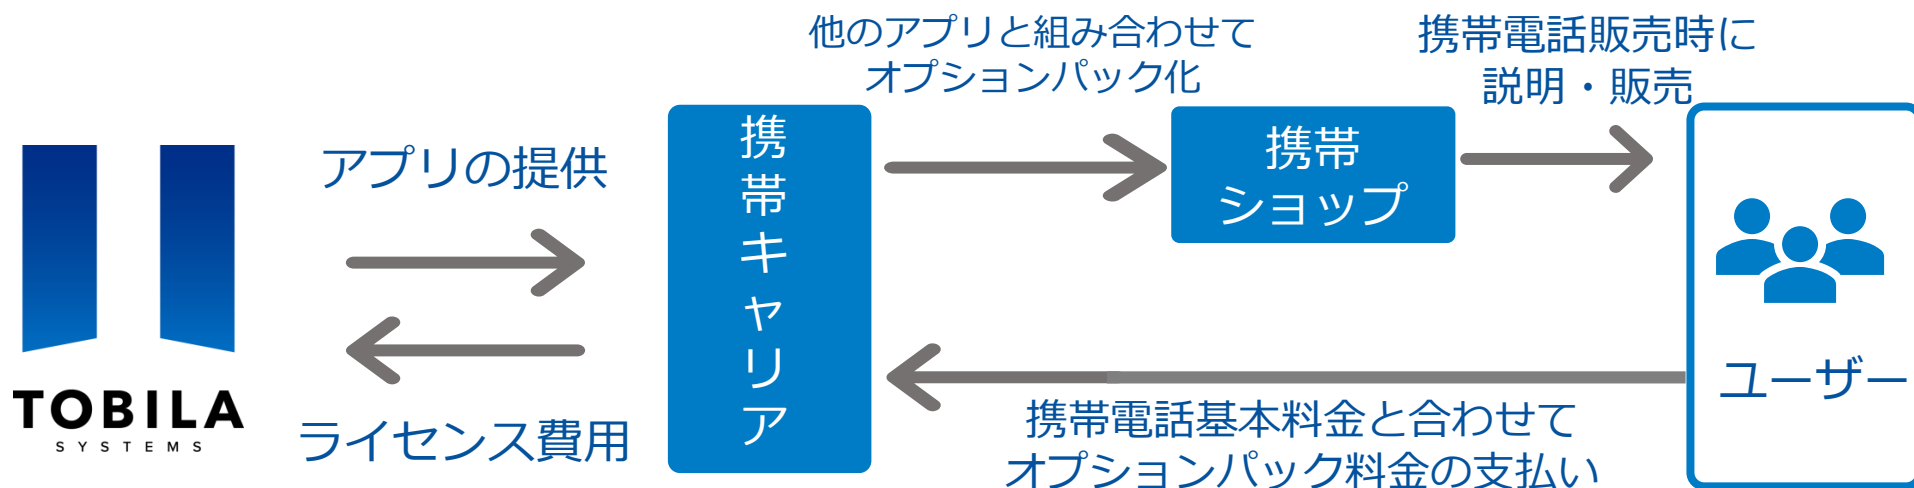 他のアプリと組み合わせて
オプションパック化
携帯電話販売時に
説明・販売
アプリの提供
携帯キャリア
携帯
ショップ
TOBILA
SYSTEMS
ライセンス費用
ユーザー
携帯電話基本料金と合わせて
オプションパック料金の支払い